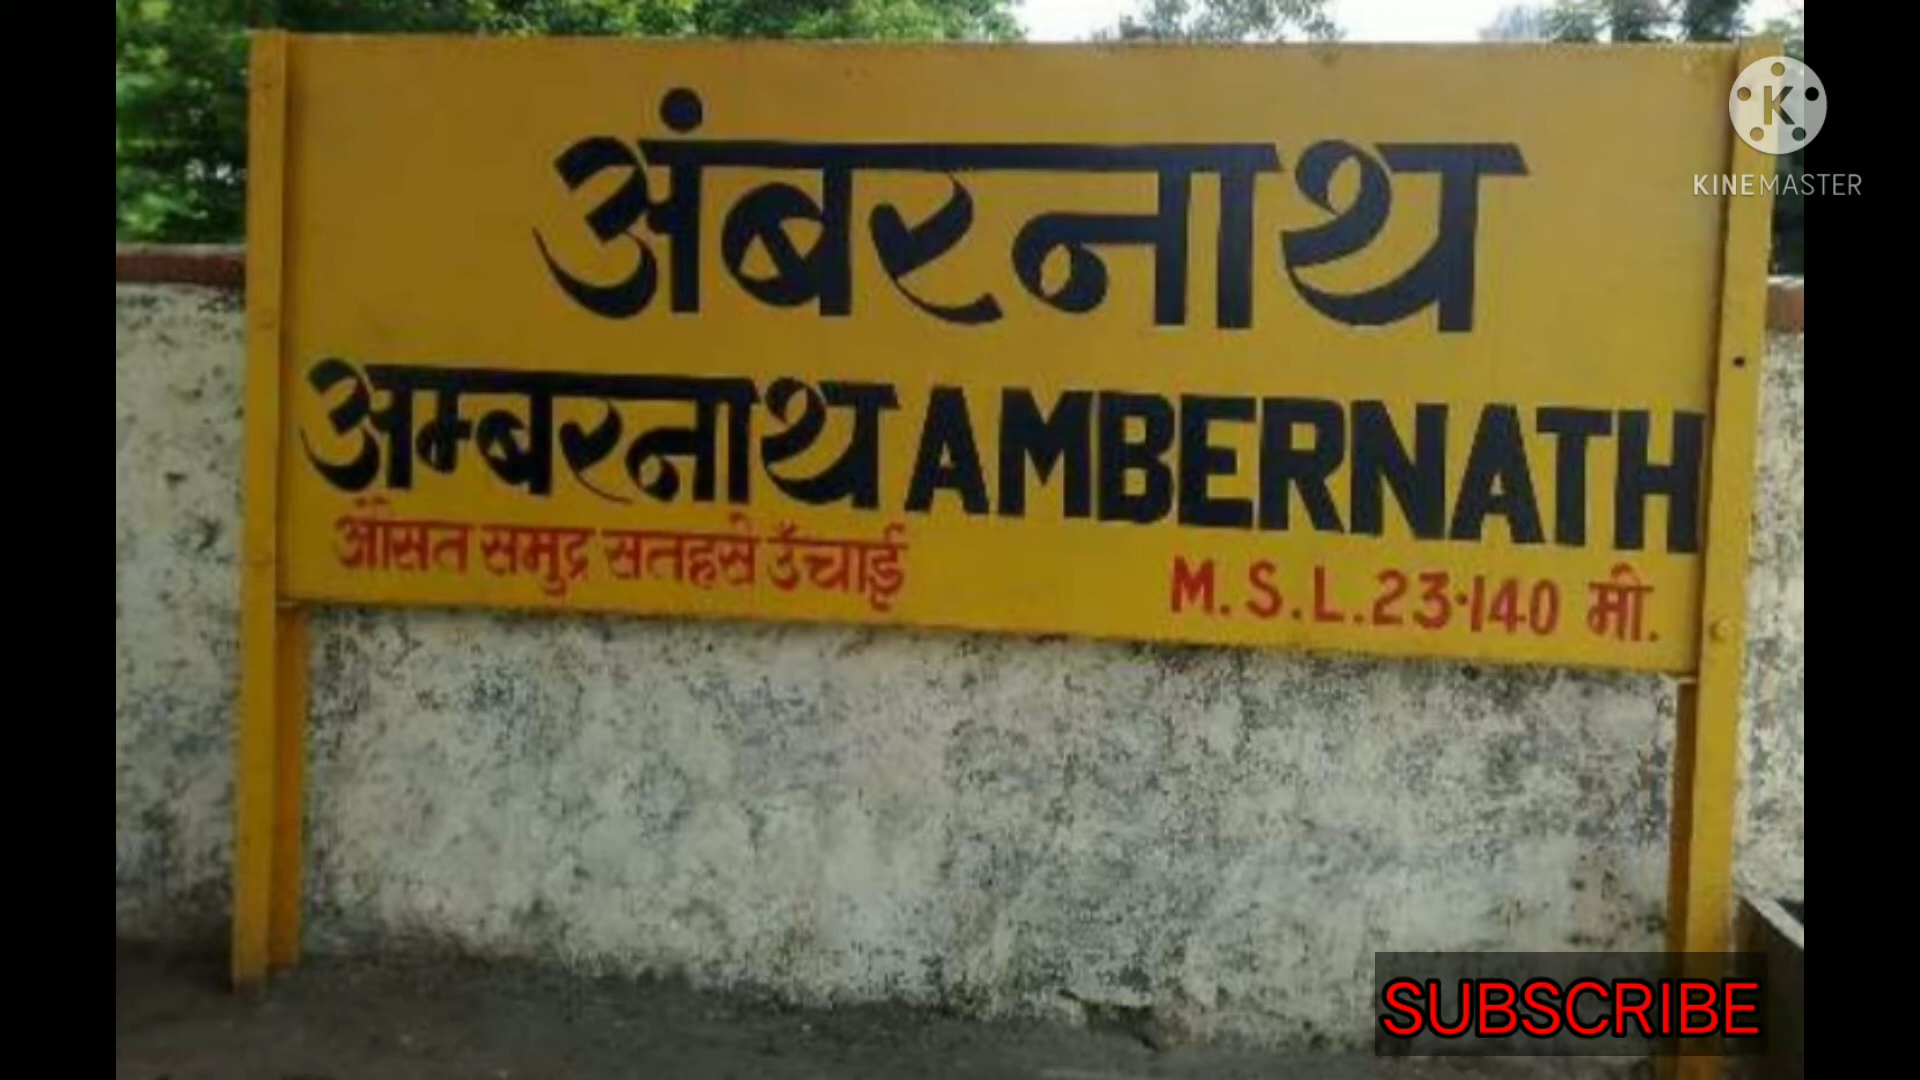 अंबरनाथ
अम्बरनाथ AMBERNATH
औसत समुद्र सतहसे उँचाई M.S.L.23.140 मी.
KINEMASTER
SUBSCRIBE